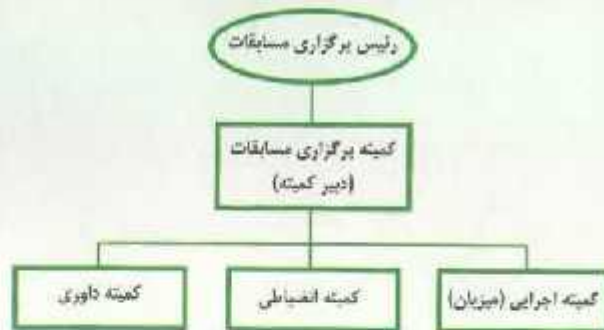 رئیس برگزاری مسابقات
کمیته برگزاری مسابقات
(دبیر کمیته)
کمیته اجرایی (میزبان)
کمیته انضباطی
کمیته داوری